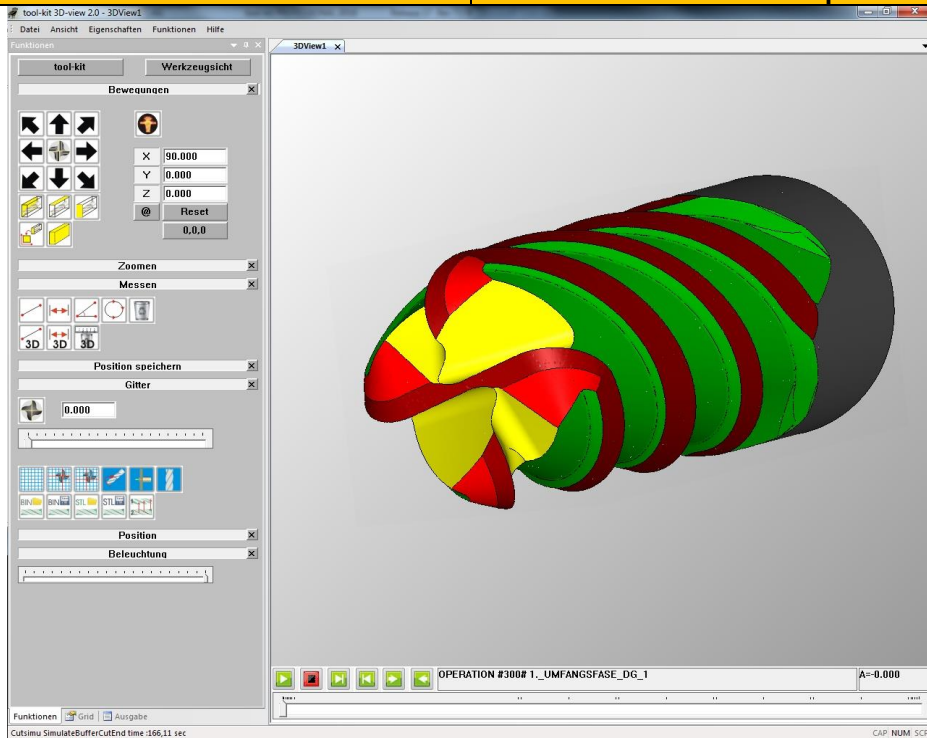 tool-kit 3D-view 2.0 - 3DView1
Datei Ansicht Eigenschaften Funktionen Hilfe
Funktionen
3DView1 x
tool-kit Werkzeugsicht
Bewegungen
X 90.000
Y 0.000
Z 0.000
@ Reset
0,0,0
Zoomen
Messen
3D 3D 3D
Position speichern
Gitter
0.000
BIN BIN STL STL
Position
Beleuchtung
OPERATION #300# 1._UMFANGSFASE_DG_1 A=-0.000
Funktionen Grid Ausgabe
Cutsimu SimulateBufferCutEnd time :166,11 sec CAP NUM SCR